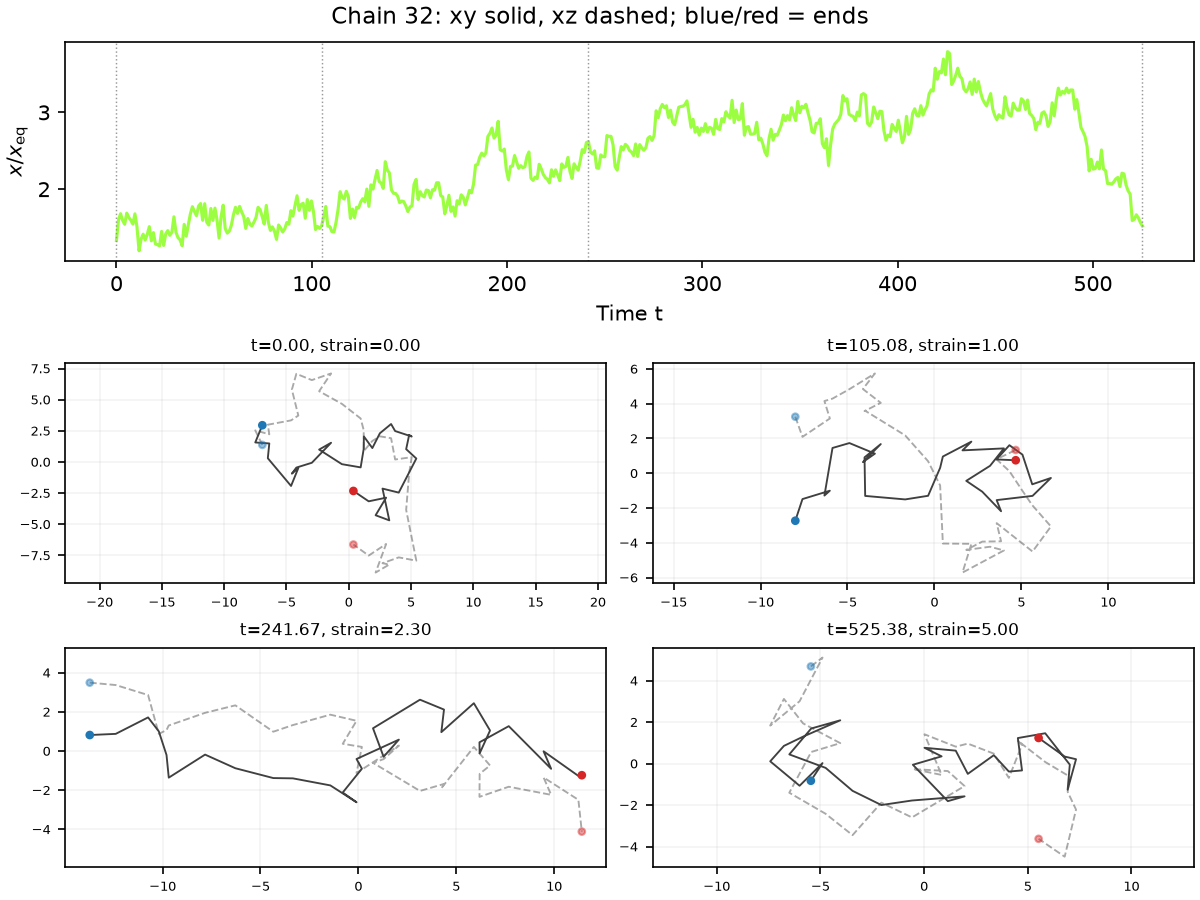 Chain 32: xy solid, xz dashed; blue/red = ends
x/x_eq
3
2
0 100 200 300 400 500
Time t
t=0.00, strain=0.00
7.5
5.0
2.5
0.0
−2.5
−5.0
−7.5
−20 −15 −10 −5 0 5 10 15 20
t=105.08, strain=1.00
6
4
2
0
−2
−4
−6
−15 −10 −5 0 5 10
t=241.67, strain=2.30
4
2
0
−2
−4
−10 −5 0 5 10
t=525.38, strain=5.00
4
2
0
−2
−4
−10 −5 0 5 10